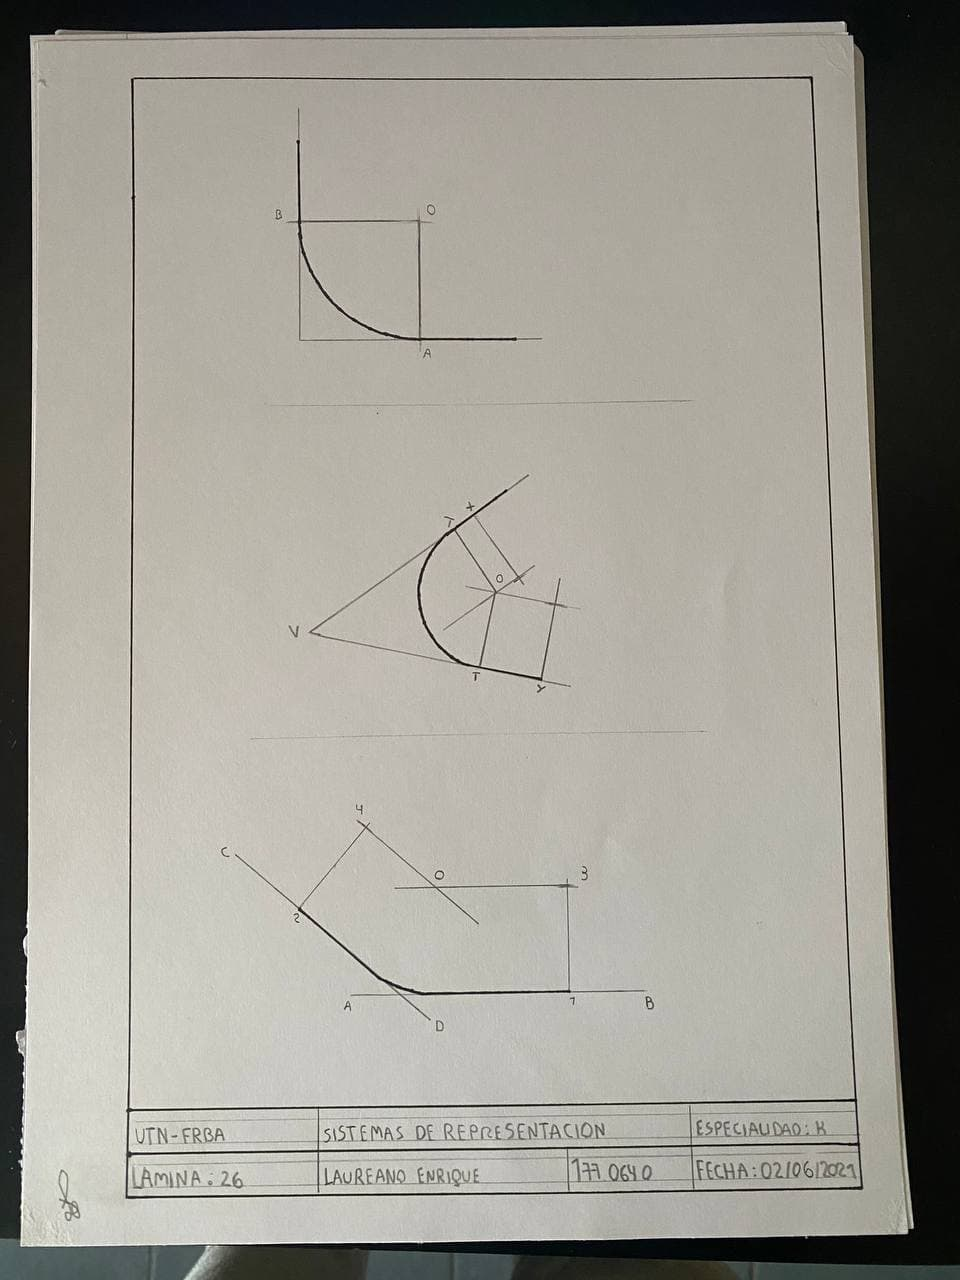 B
O
A
T
X
O
V
T
Y
4
C
O
3
2
A
1
B
D
UTN-FRBA
SISTEMAS DE REPRESENTACION
ESPECIALIDAD: K
LAMINA: 26
LAUREANO ENRIQUE
177.064.0
FECHA: 02/06/2021